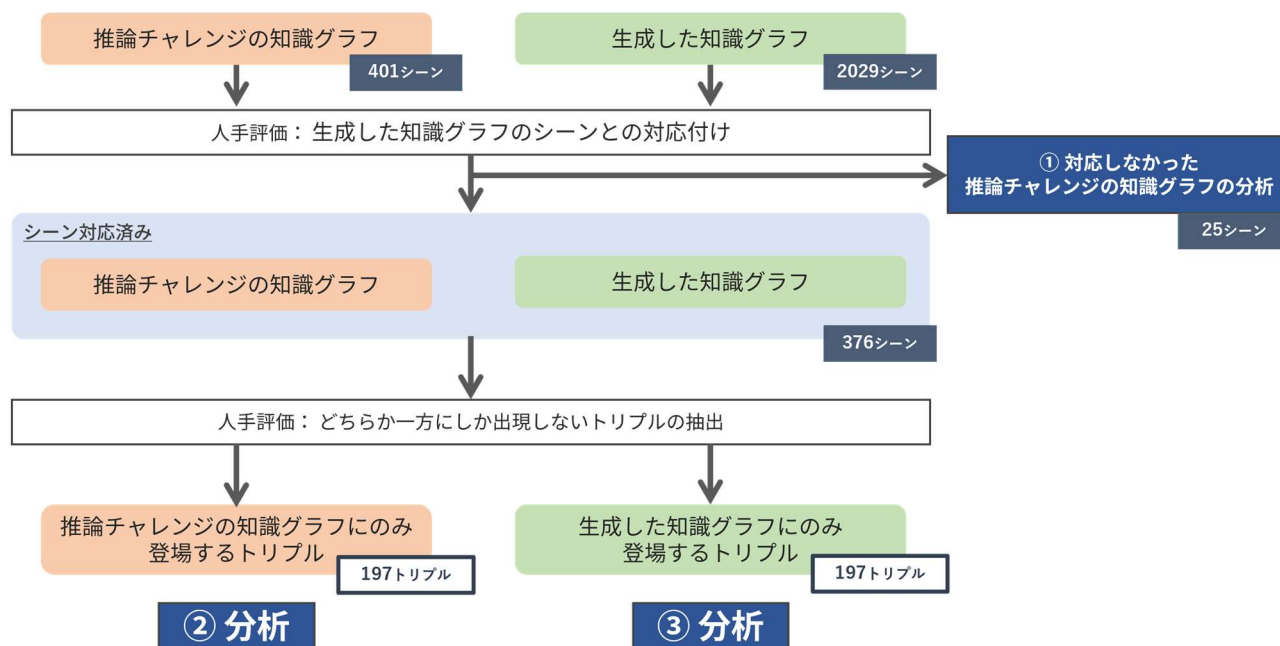 推論チャレンジの知識グラフ
401シーン
生成した知識グラフ
2029シーン
人手評価： 生成した知識グラフのシーンとの対応付け
① 対応しなかった
推論チャレンジの知識グラフの分析
25シーン
シーン対応済み
推論チャレンジの知識グラフ
生成した知識グラフ
376シーン
人手評価： どちらか一方にしか出現しないトリプルの抽出
推論チャレンジの知識グラフにのみ
登場するトリプル
197トリプル
生成した知識グラフにのみ
登場するトリプル
197トリプル
② 分析
③ 分析